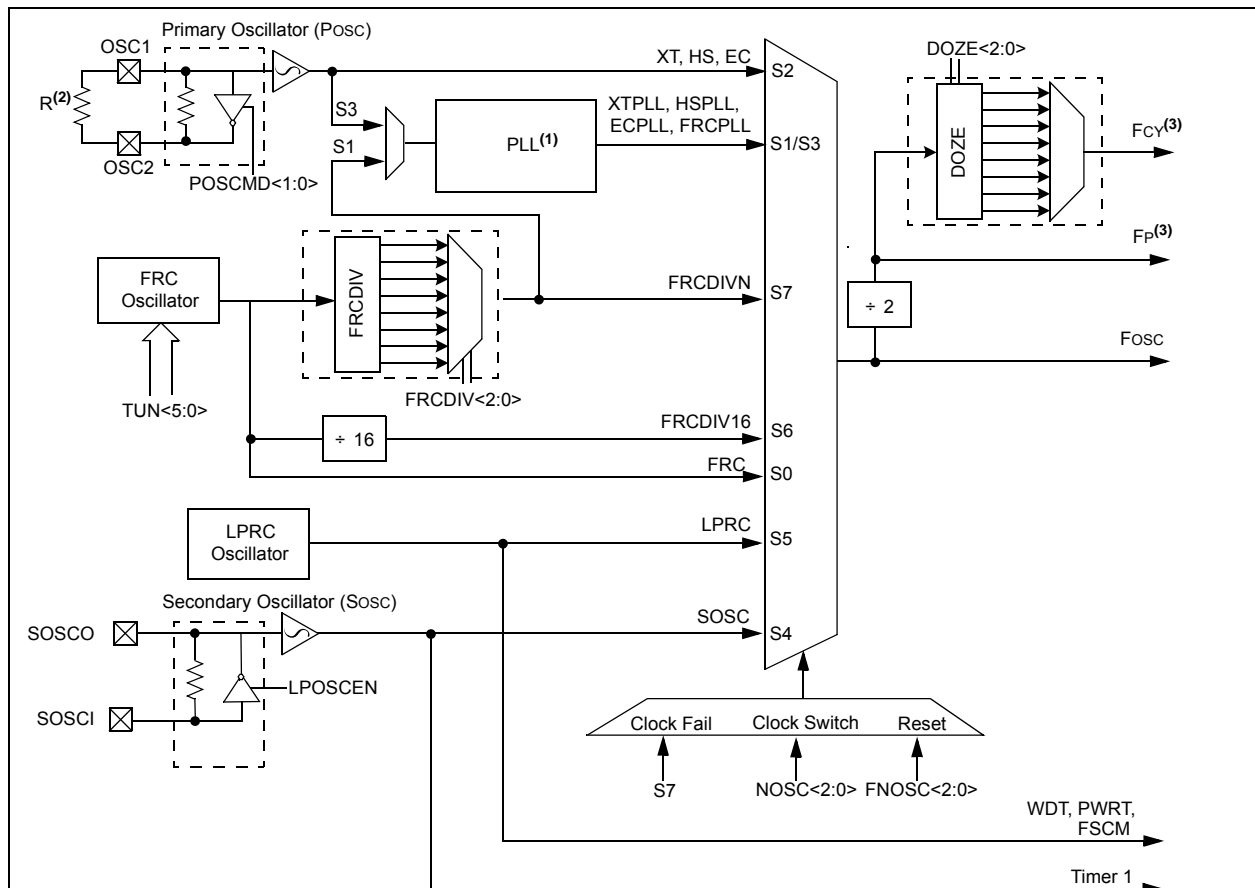 Primary Oscillator (POSC)
OSC1
R(2)
OSC2
POSCMD<1:0>
S3
S1
PLL(1)
XT, HS, EC
XTPLL, HSPLL,
ECPLL, FRCPLL
S2
S1/S3
DOZE<2:0>
DOZE
FCY(3)
FP(3)
÷ 2
FOSC
FRC
Oscillator
TUN<5:0>
FRCDIV
FRCDIV<2:0>
FRCDIVN
S7
÷ 16
FRCDIV16
S6
FRC
S0
LPRC
Oscillator
LPRC
S5
Secondary Oscillator (SOSC)
SOSCO
SOSCI
LPOSCEN
SOSC
S4
Clock Fail
Clock Switch
Reset
S7
NOSC<2:0>
FNOSC<2:0>
WDT, PWRT,
FSCM
Timer 1